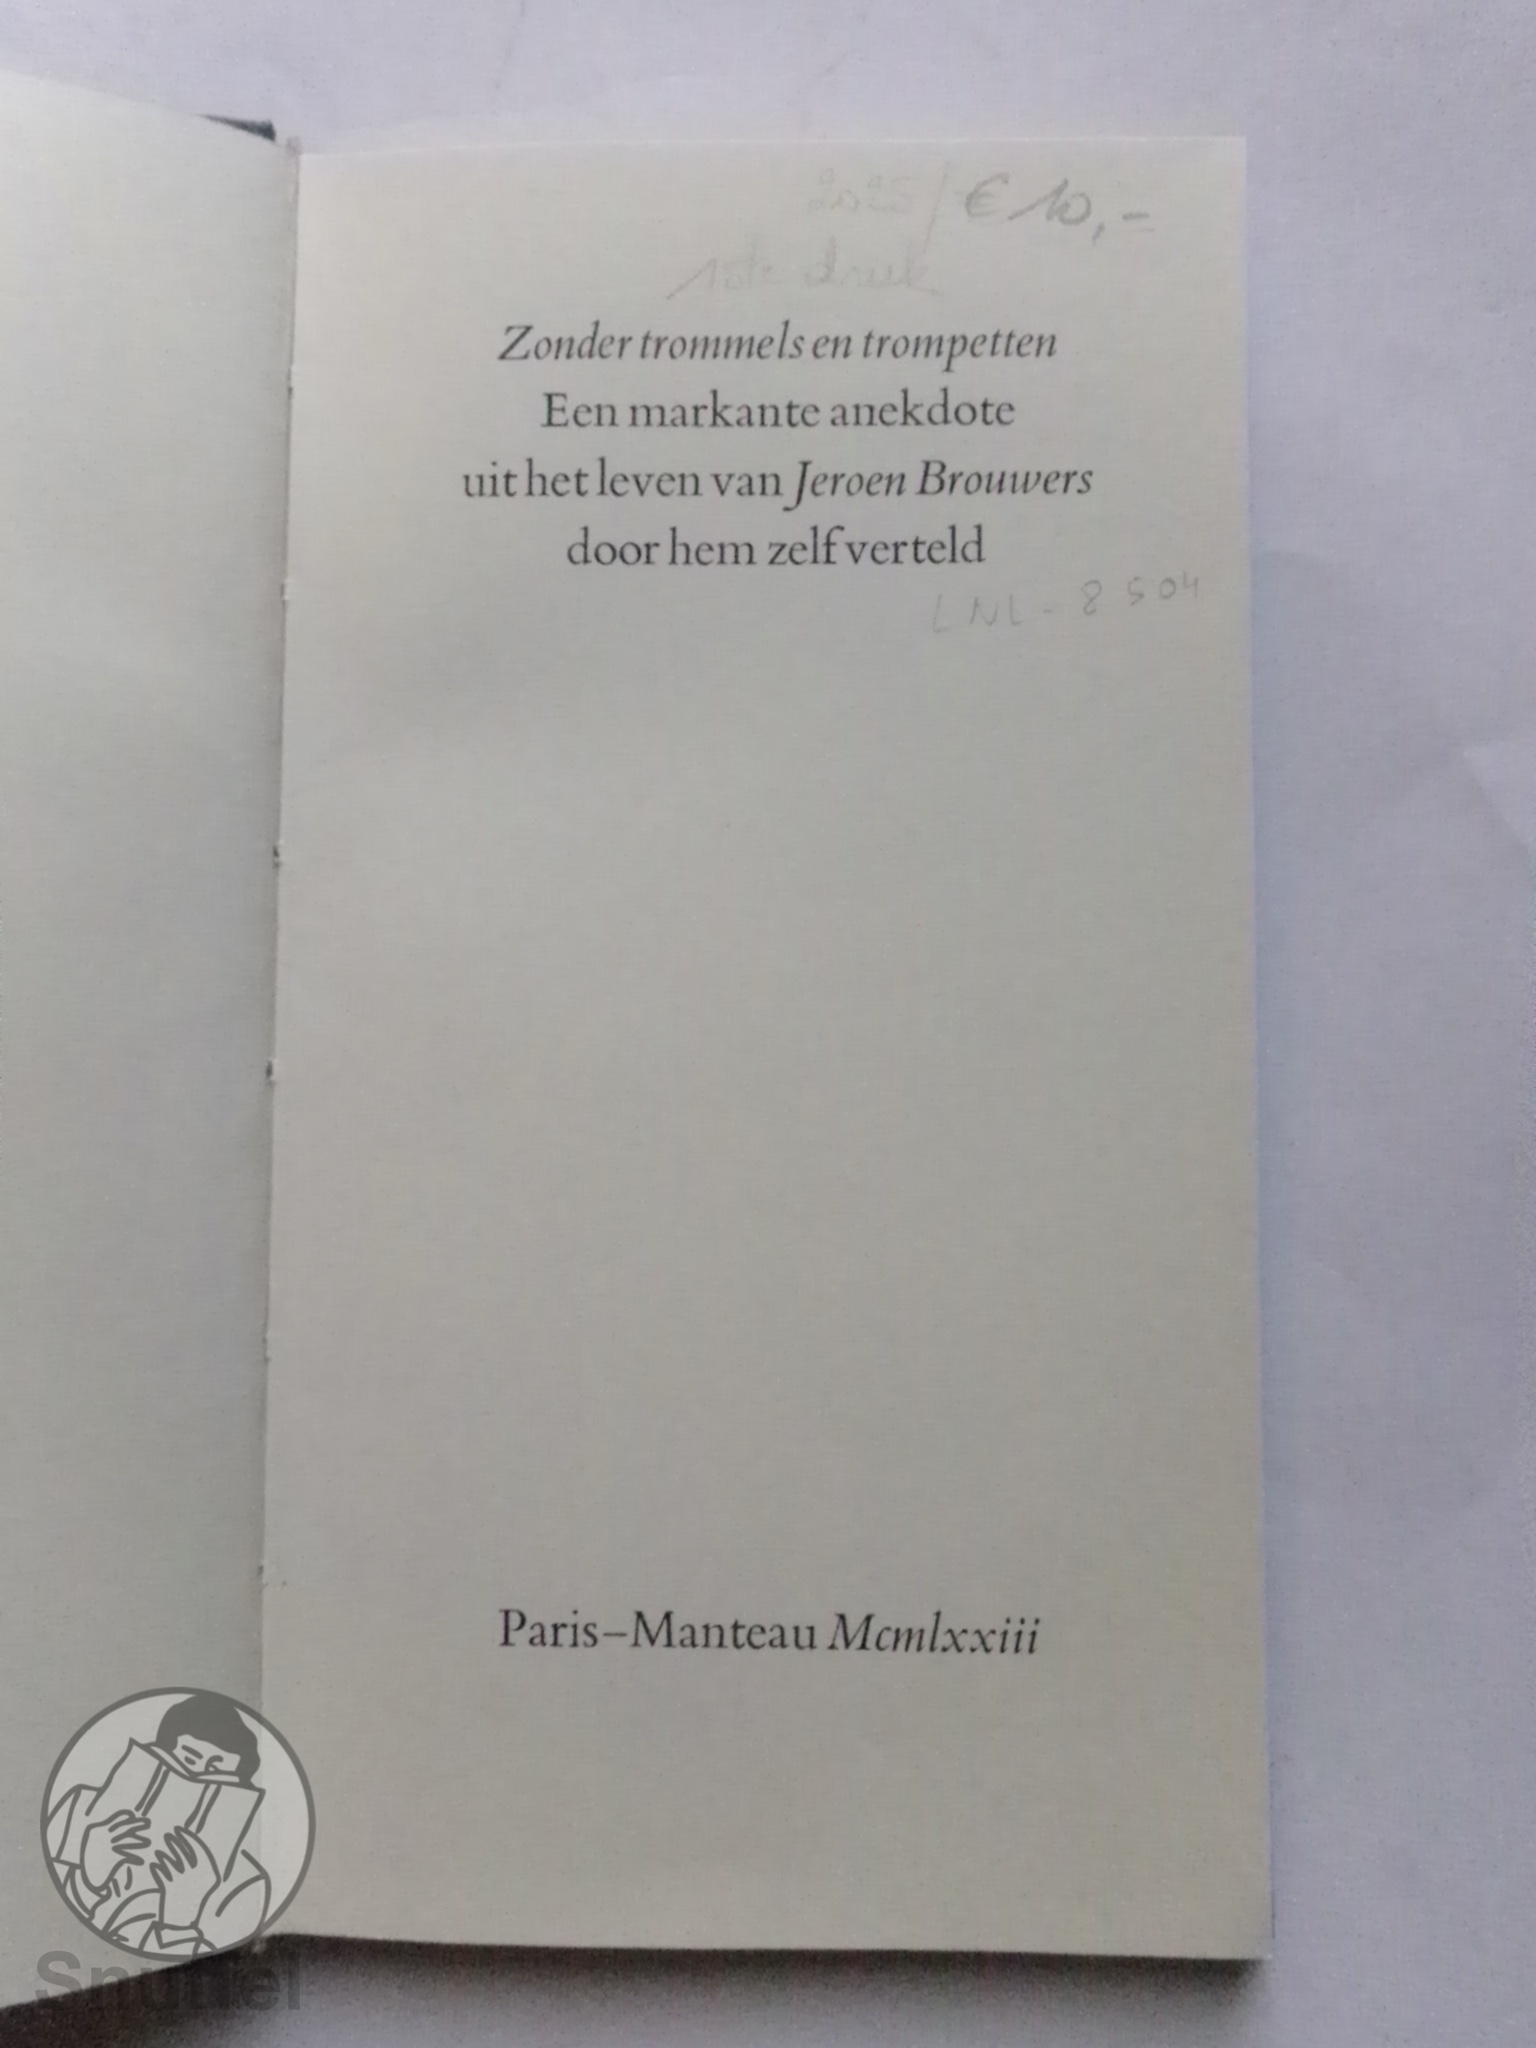 2025 / € 10,-
1ste druk
Zonder trommels en trompetten
Een markante anekdote
uit het leven van Jeroen Brouwers
door hem zelf verteld
LNL - 8504
Paris–Manteau Mcmlxxiii
Snuffel